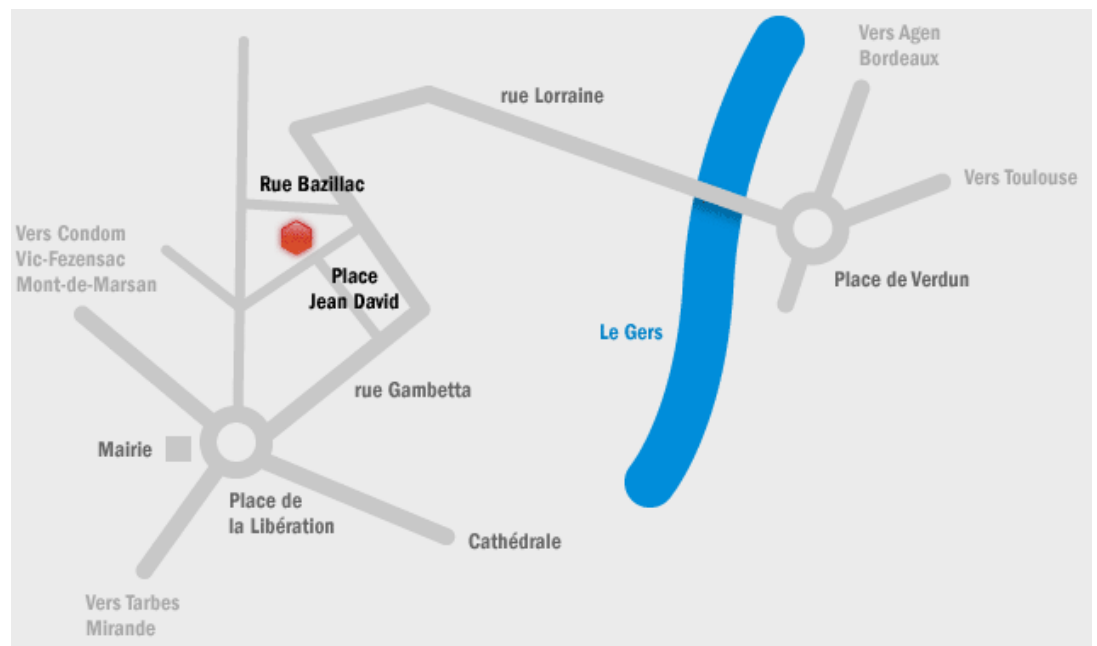 Vers Agen
Bordeaux
rue Lorraine
Vers Toulouse
Rue Bazillac
Vers Condom
Vic-Fezensac
Mont-de-Marsan
Place
Jean David
Place de Verdun
Le Gers
rue Gambetta
Mairie
Place de
la Libération
Cathédrale
Vers Tarbes
Mirande